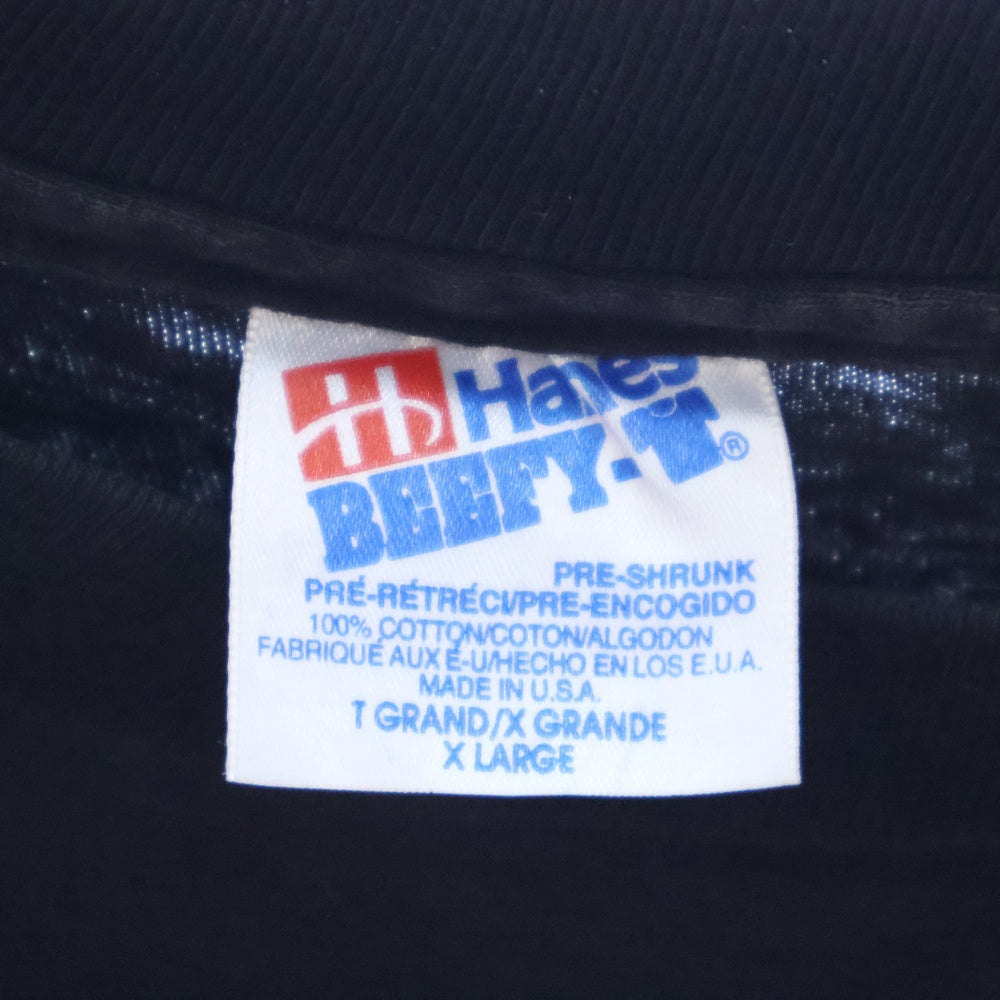 Hanes
BEEFY-T®
PRE-SHRUNK
PRÉ-RÉTRÉCI/PRE-ENCOGIDO
100% COTTON/COTON/ALGODON
FABRIQUÉ AUX É-U/HECHO EN LOS E.U.A.
MADE IN U.S.A.
T GRAND/X GRANDE
X LARGE